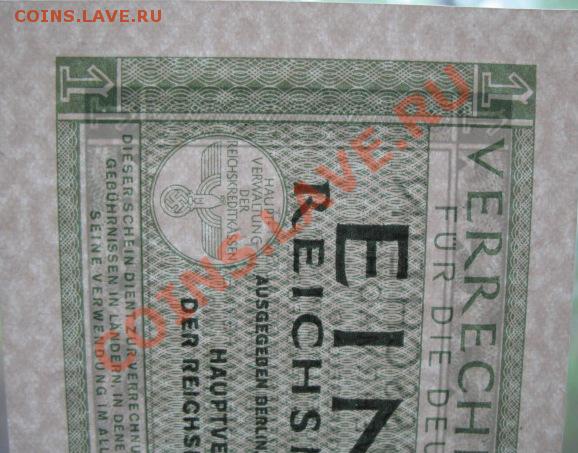 COINS.LAVE.RU
COINS.LAVE.RU
1
1
VERRECH
FÜR DIE DEU
EIN
REICHS
HAUPT
VERWALTUNG
DER
REICHSKREDITKASSEN
AUSGEGEBEN BERLIN,
HAUPTVE
DER REICHS
DIESER SCHEIN DIENT ZUR VERRECHNU
GEBÜHRNISSEN IN LÄNDERN, IN DENE
SEINE VERWENDUNG IM ALL